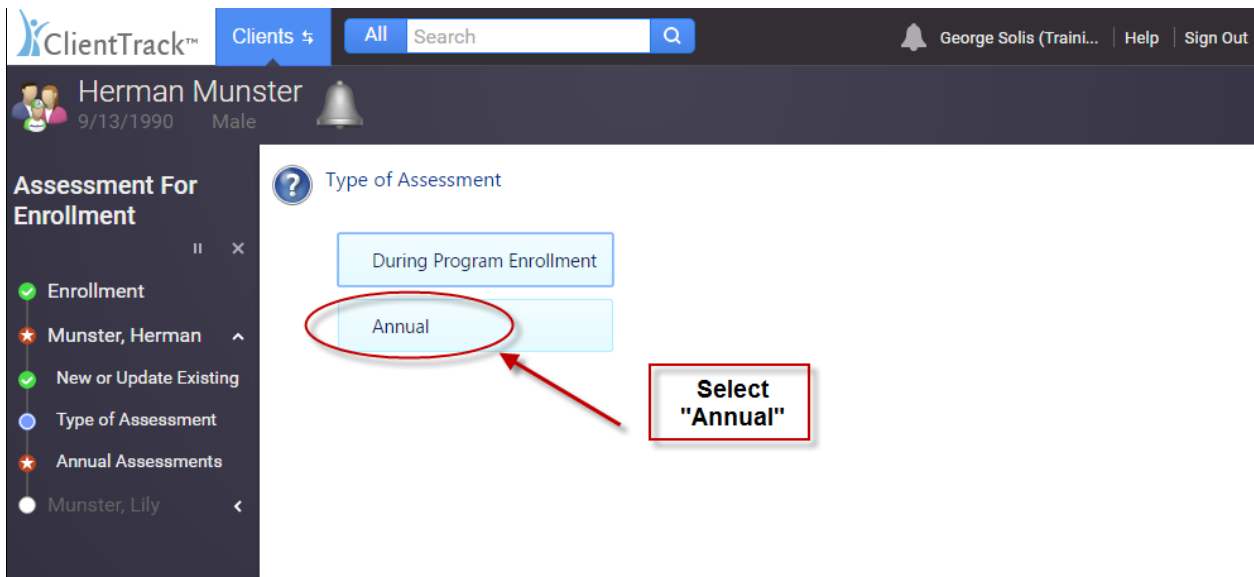 ClientTrack™
Clients
All
Search
George Solis (Traini...
Help
Sign Out
Herman Munster
9/13/1990 Male
Assessment For
Enrollment
Enrollment
Munster, Herman
New or Update Existing
Type of Assessment
Annual Assessments
Munster, Lily
? Type of Assessment
During Program Enrollment
Annual
Select
"Annual"